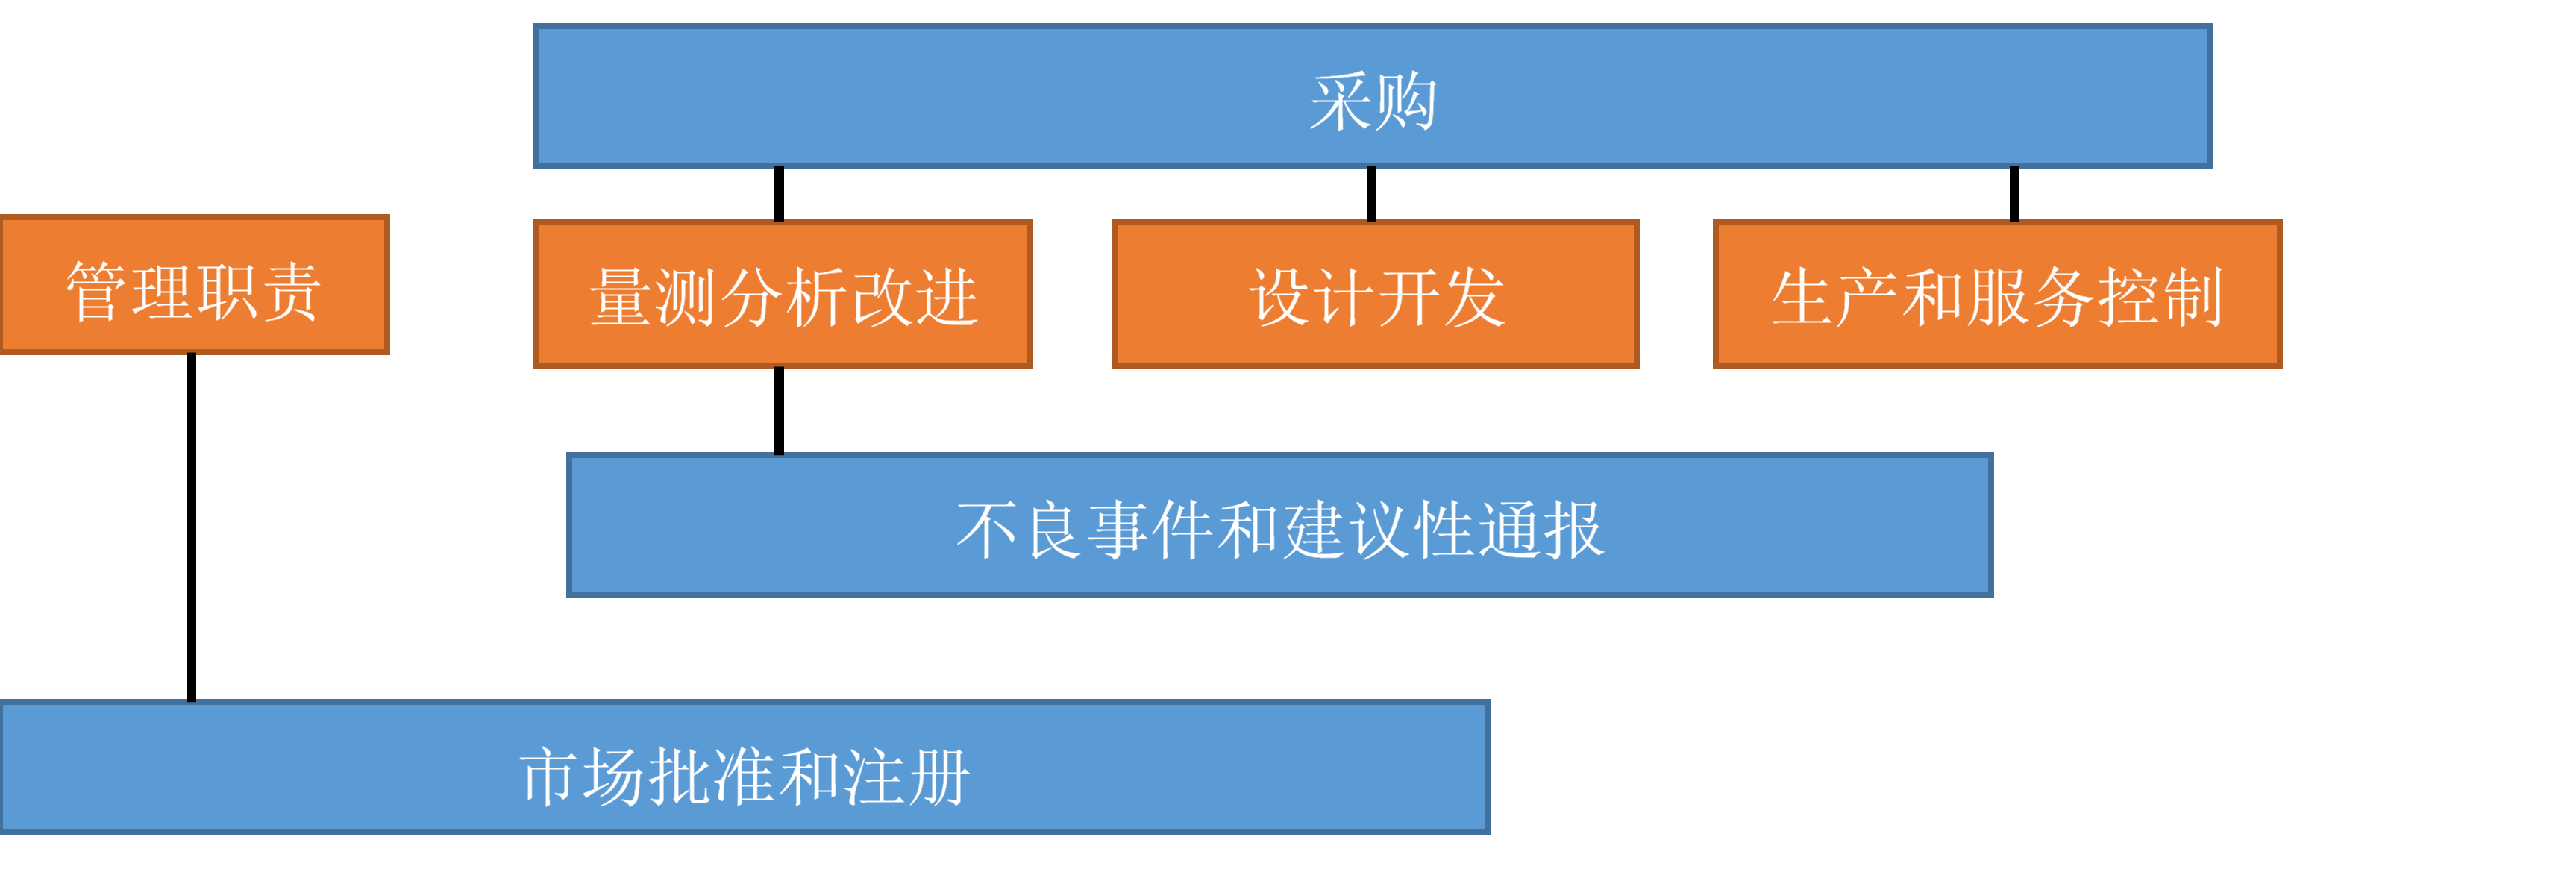 采购
管理职责
量测分析改进
设计开发
生产和服务控制
不良事件和建议性通报
市场批准和注册